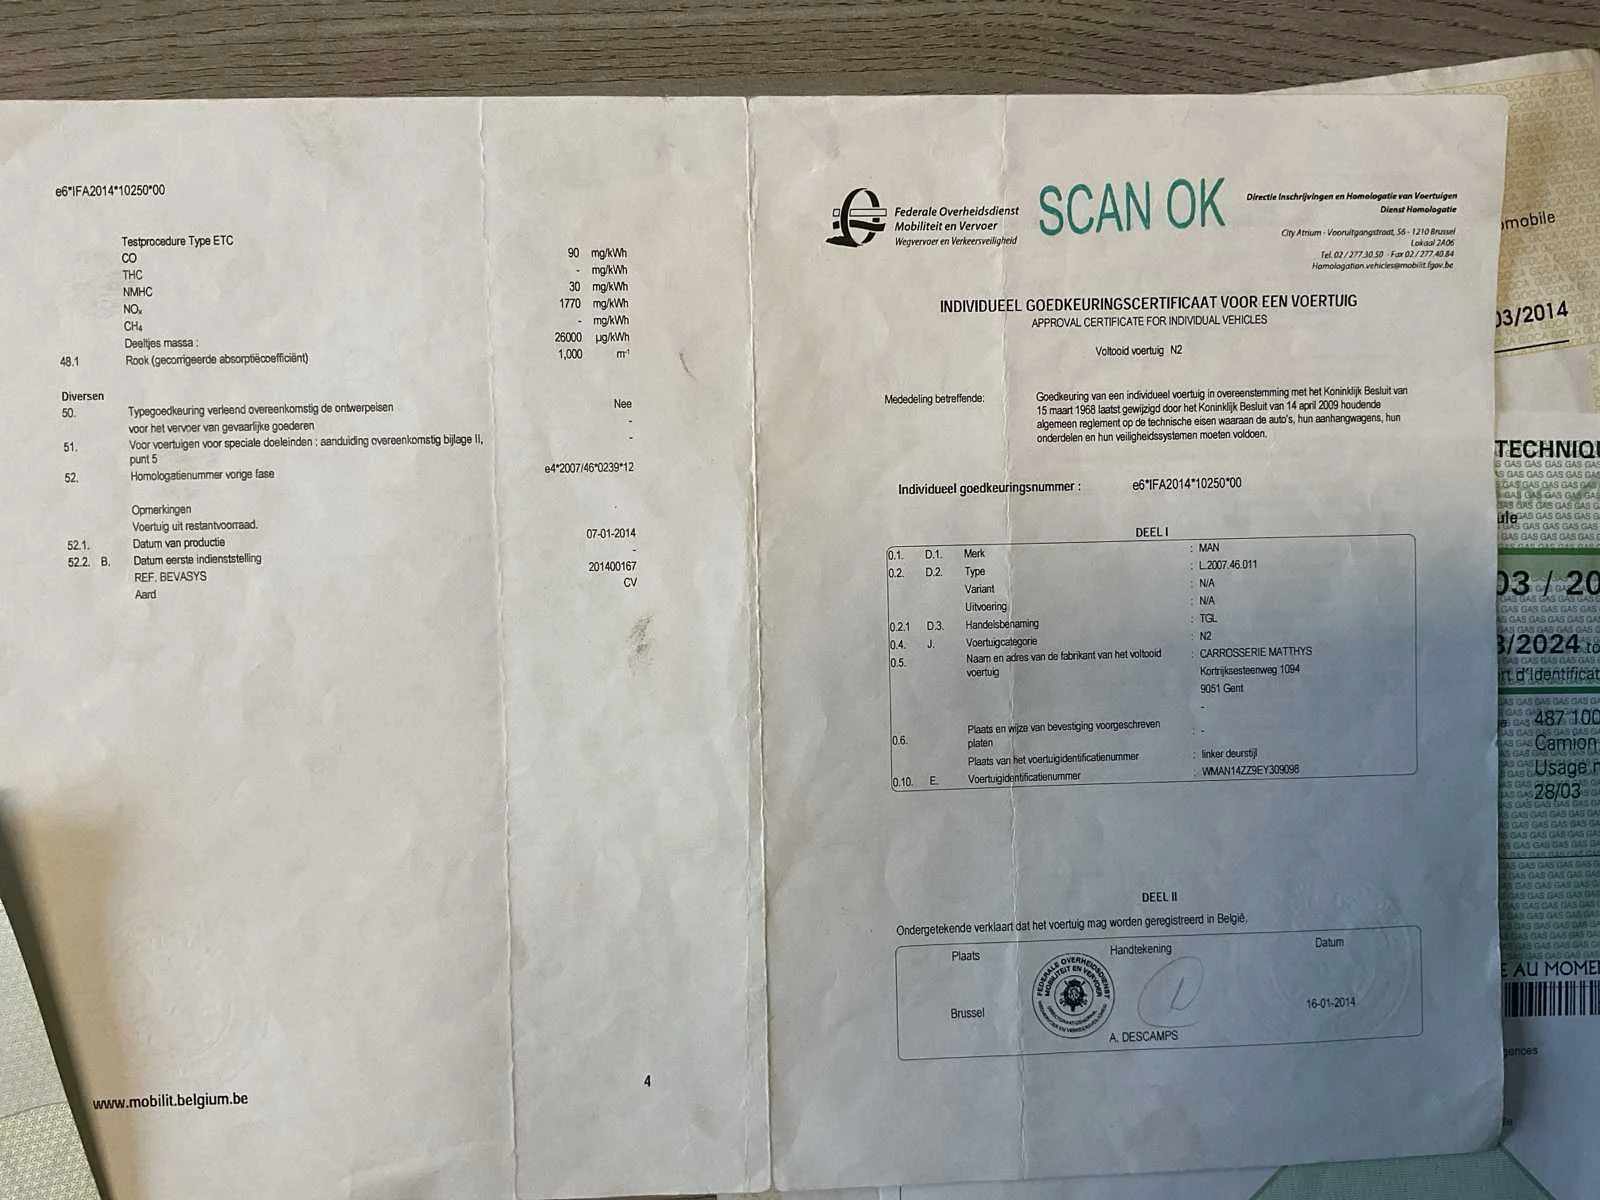 e6*IFA2014*10250*00
Testprocedure Type ETC
CO 90 mg/kWh
THC - mg/kWh
NMHC 30 mg/kWh
NOx 1770 mg/kWh
CH4 - mg/kWh
Deeltjes massa : 26000 µg/kWh
48.1 Rook (gecorrigeerde absorptiëcoefficiënt) 1,000 m-1
Diversen
50. Typegoedkeuring verleend overeenkomstig de ontwerpeisen Nee
voor het vervoer van gevaarlijke goederen -
51. Voor voertuigen voor speciale doeleinden : aanduiding overeenkomstig bijlage II, -
punt 5
52. Homologatienummer vorige fase e4*2007/46*0239*12
Opmerkingen
Voertuig uit restantvoorraad.
52.1. Datum van productie 07-01-2014
52.2. B. Datum eerste indienststelling -
REF. BEVASYS 201400167
Aard CV
www.mobilit.belgium.be
4
Federale Overheidsdienst
Mobiliteit en Vervoer
Wegvervoer en Verkeersveiligheid
SCAN OK
Directie Inschrijvingen en Homologatie van Voertuigen
Dienst Homologatie
City Atrium - Vooruitgangstraat, 56 - 1210 Brussel
Lokaal 2A06
Tel. 02 / 277.30.50 - Fax 02 / 277.40.84
Homologation.vehicles@mobilit.fgov.be
INDIVIDUEEL GOEDKEURINGSCERTIFICAAT VOOR EEN VOERTUIG
APPROVAL CERTIFICATE FOR INDIVIDUAL VEHICLES
Voltooid voertuig N2
Mededeling betreffende: Goedkeuring van een individueel voertuig in overeenstemming met het Koninklijk Besluit van
15 maart 1968 laatst gewijzigd door het Koninklijk Besluit van 14 april 2009 houdende
algemeen reglement op de technische eisen waaraan de auto's, hun aanhangwagens, hun
onderdelen en hun veiligheidssystemen moeten voldoen.
Individueel goedkeuringsnummer : e6*IFA2014*10250*00
DEEL I
0.1. D.1. Merk : MAN
0.2. D.2. Type : L.2007.46.011
Variant : N/A
Uitvoering : N/A
0.2.1 D.3. Handelsbenaming : TGL
0.4. J. Voertuigcategorie : N2
0.5. Naam en adres van de fabrikant van het voltooid : CARROSSERIE MATTHYS
voertuig Kortrijksesteenweg 1094
9051 Gent
-
0.6. Plaats en wijze van bevestiging voorgeschreven : -
platen
Plaats van het voertuigidentificatienummer : linker deurstijl
0.10. E. Voertuigidentificatienummer : WMAN14ZZ9EY309098
DEEL II
Ondergetekende verklaart dat het voertuig mag worden geregistreerd in België.
Plaats Handtekening Datum
FEDERALE OVERHEIDSDIENST
MOBILITEIT EN VERVOER
Brussel 16-01-2014
A. DESCAMPS
mobile
03/2014
TECHNIQU
03 / 20
3/2024 to
rt d'identificat
487 100
Camion
Usage
28/03
E AU MOME
gences